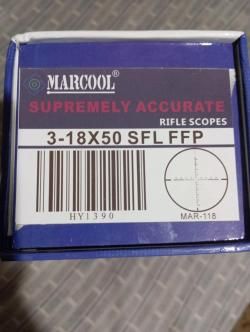 MARCOOL®
SUPREMELY ACCURATE
RIFLE SCOPES
3-18X50 SFL FFP
HY1390
MAR-118